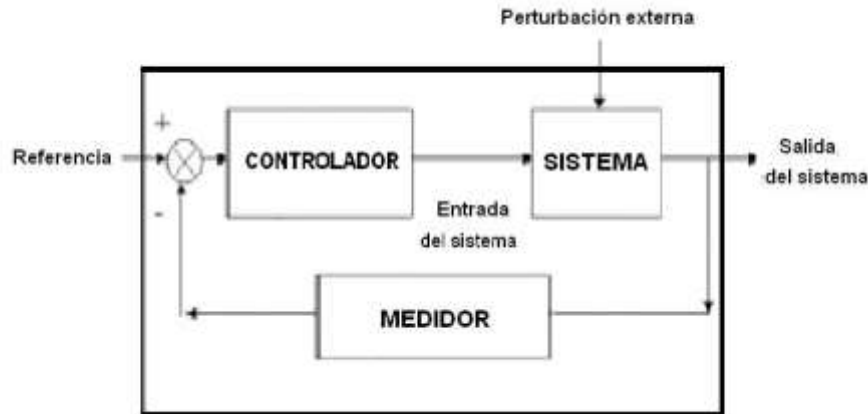 Perturbación externa
+
Referencia
CONTROLADOR
SISTEMA
Salida
del sistema
-
Entrada
del sistema
MEDIDOR